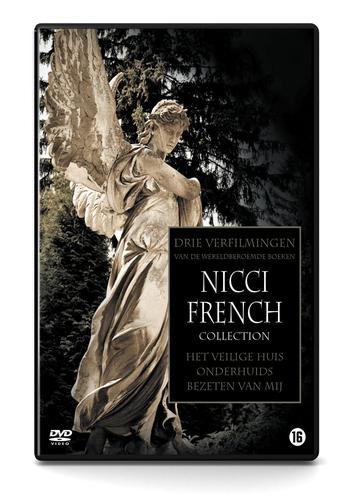 DRIE VERFILMINGEN
VAN DE WERELDBEROEMDE BOEKEN
NICCI
FRENCH
COLLECTION
HET VEILIGE HUIS
ONDERHUIDS
BEZETEN VAN MIJ
DVD
VIDEO
16